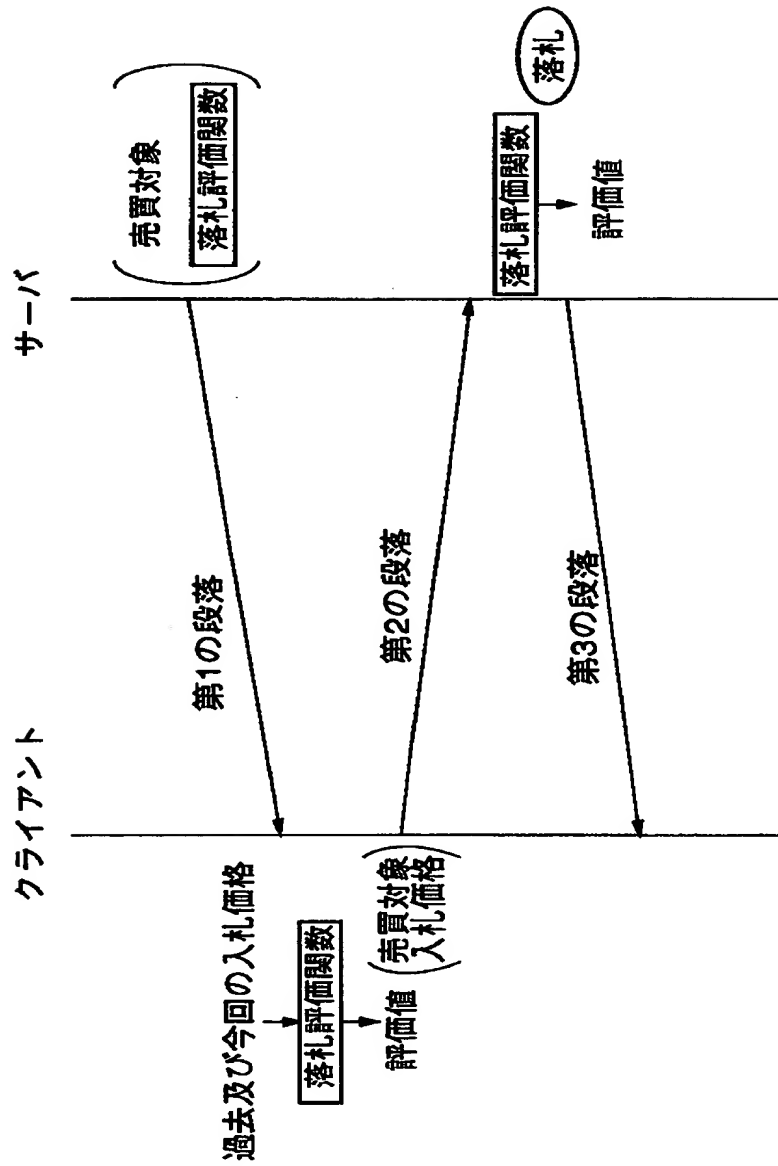 クライアント
サーバ
売買対象
落札評価関数
第1の段落
過去及び今回の入札価格
落札評価関数
評価値
売買対象
入札価格
第2の段落
落札評価関数
評価値
落札
第3の段落